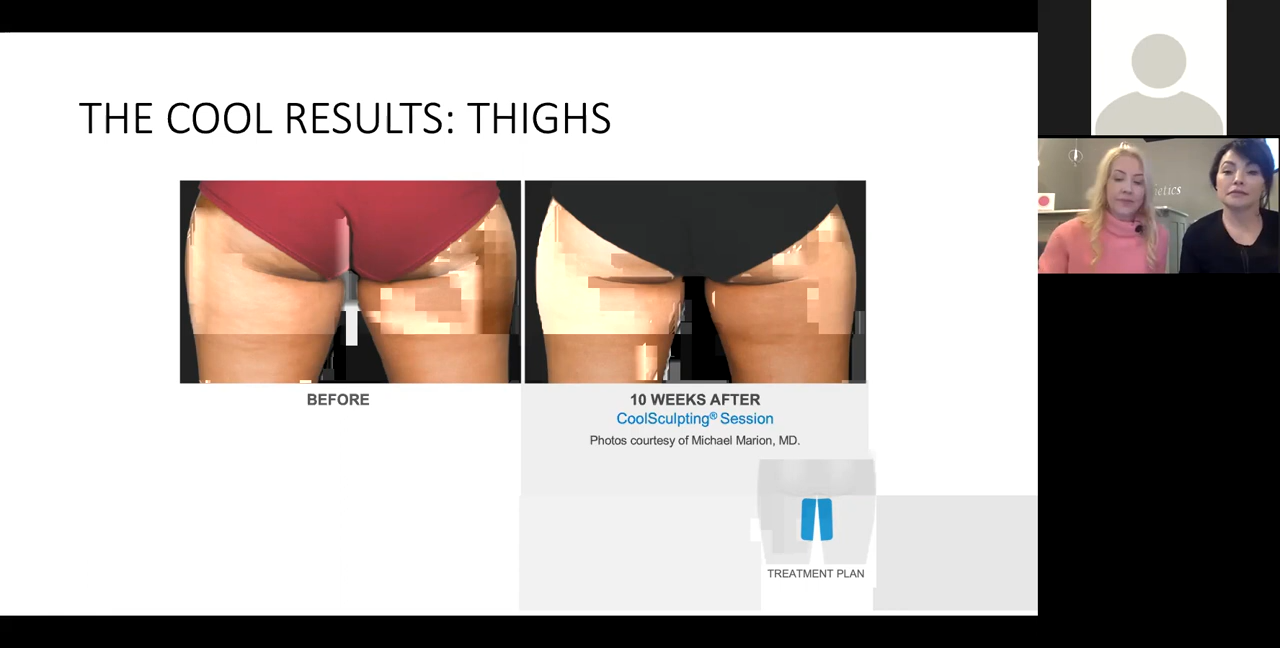 THE COOL RESULTS: THIGHS
BEFORE
10 WEEKS AFTER
CoolSculpting® Session
Photos courtesy of Michael Marion, MD.
TREATMENT PLAN